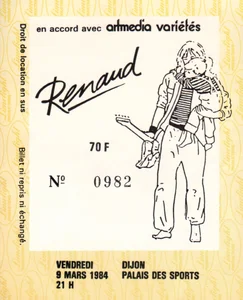 en accord avec artmedia variétés
Droit de location en sus
Renaud
70 F
Nº 0982
Billet ni repris ni échangé.
VENDREDI DIJON
9 MARS 1984 PALAIS DES SPORTS
21 H